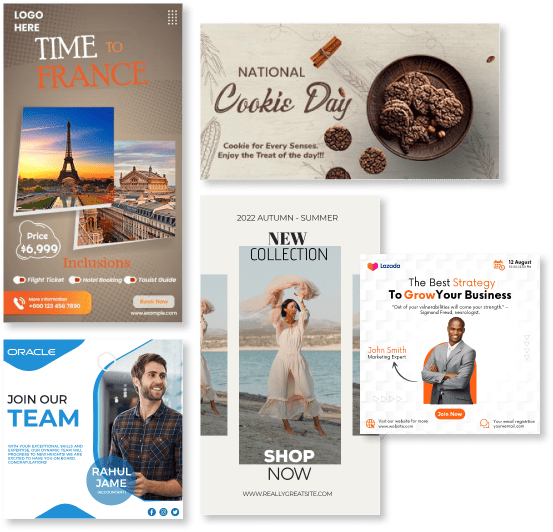 LOGO
HERE
TIME TO
FRANCE
Price
$6,999
Inclusions
Flight Ticket
Hotel Booking
Tourist Guide
More information
+000 123 456 7890
Book Now
www.example.com
NATIONAL
Cookie Day
Cookie for Every Senses.
Enjoy the Treat of the day!!!
2022 AUTUMN - SUMMER
NEW
COLLECTION
SHOP
NOW
WWW.REALLYGREATSITE.COM
Lazada
12 August
The Best Strategy
To Grow Your Business
"Out of your vulnerabilities will come your strength."
Sigmond Freud, neurologist.
John Smith
Marketing Expert
Join Now
Visit our website for more
www.website.com
Your email registration
youremail.com
ORACLE
JOIN OUR
TEAM
WITH YOUR EXCEPTIONAL SKILLS AND
EXPERTISE, OUR DYNAMIC TEAM WILL
PROGRESS TO NEW HEIGHTS! WE ARE
EXCITED TO HAVE YOU ON BOARD.
CONGRATULATIONS!
RAHUL
JAME
(ACCOUNTANT)